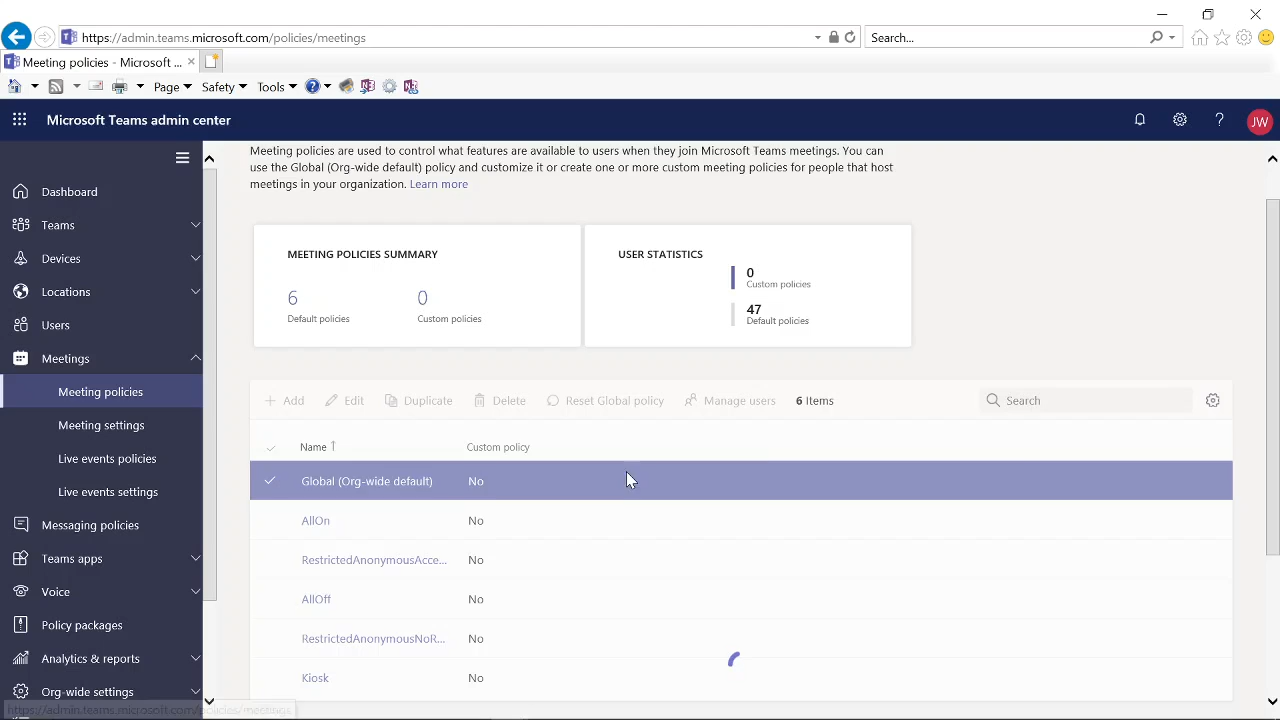 https://admin.teams.microsoft.com/policies/meetings
Search...
Meeting policies - Microsoft ...
Page
Safety
Tools
Microsoft Teams admin center
JW
Meeting policies are used to control what features are available to users when they join Microsoft Teams meetings. You can
use the Global (Org-wide default) policy and customize it or create one or more custom meeting policies for people that host
meetings in your organization. Learn more
Dashboard
Teams
Devices
Locations
Users
Meetings
Meeting policies
Meeting settings
Live events policies
Live events settings
Messaging policies
Teams apps
Voice
Policy packages
Analytics & reports
Org-wide settings
MEETING POLICIES SUMMARY
6
Default policies
0
Custom policies
USER STATISTICS
0
Custom policies
47
Default policies
Add
Edit
Duplicate
Delete
Reset Global policy
Manage users
6 Items
Search
Name
Custom policy
Global (Org-wide default) No
AllOn No
RestrictedAnonymousAcce... No
AllOff No
RestrictedAnonymousNoR... No
Kiosk No
https://admin.teams.microsoft.com/policies/meetings